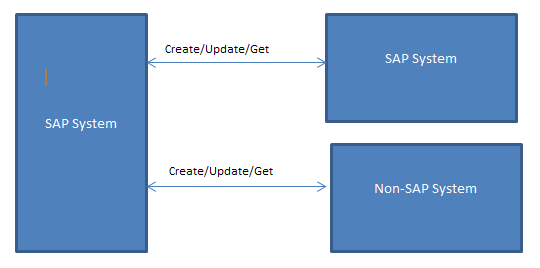 Create/Update/Get
SAP System
SAP System
Create/Update/Get
Non-SAP System